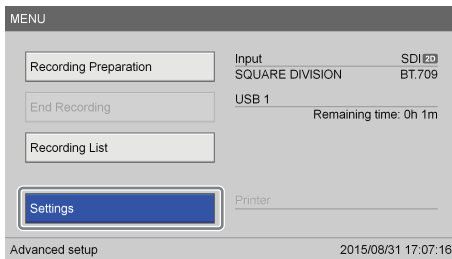 MENU
Recording Preparation
End Recording
Recording List
Settings
Input SDI 2D
SQUARE DIVISION BT.709
USB 1
Remaining time: 0h 1m
Printer
Advanced setup 2015/08/31 17:07:16